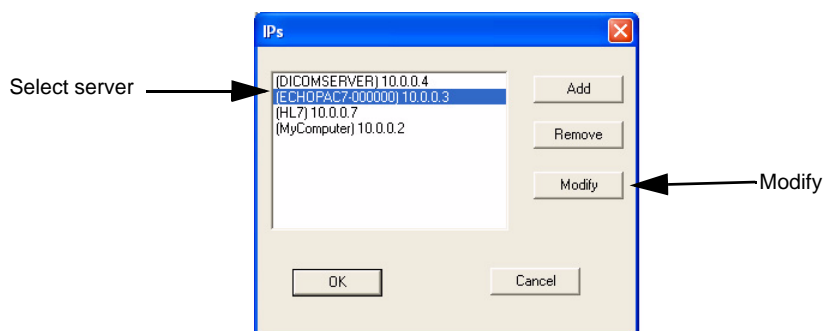 IPs
Select server
(DICOMSERVER) 10.0.0.4
(ECHOPAC7-000000) 10.0.0.3
(HL7) 10.0.0.7
(MyComputer) 10.0.0.2
Add
Remove
Modify
Modify
OK
Cancel